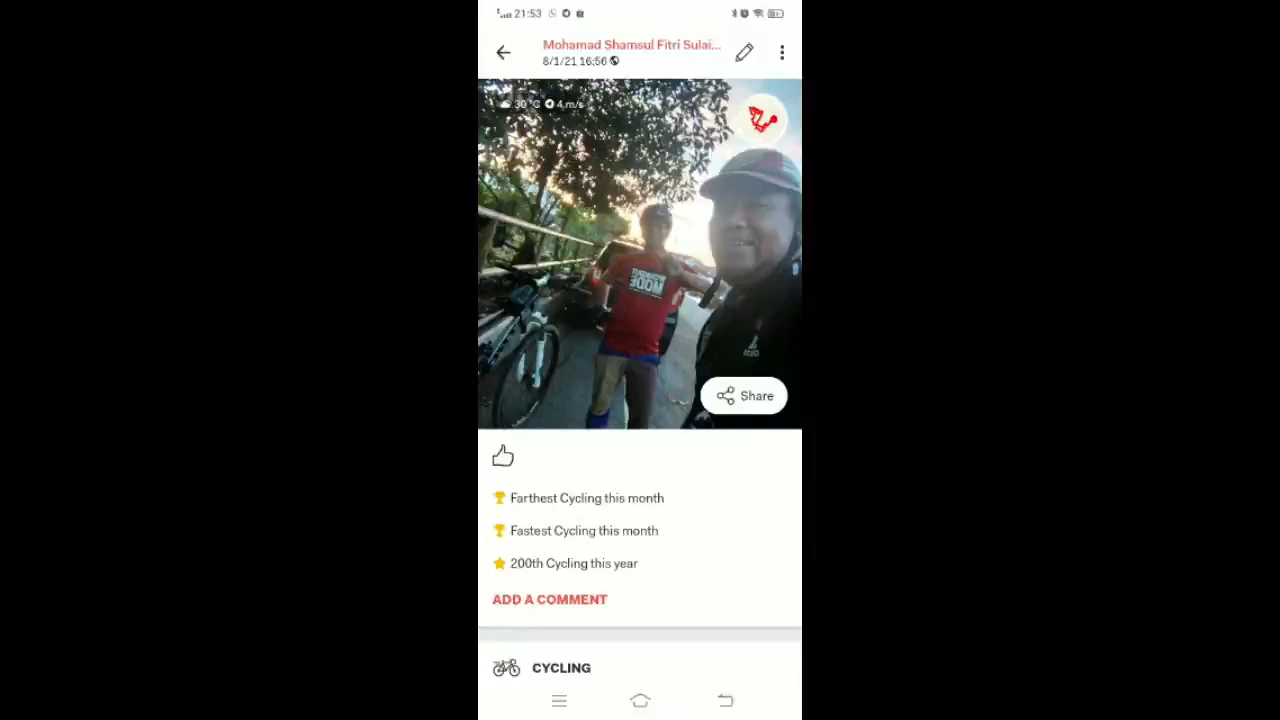 21:53
Mohamad Shamsul Fitri Sulai...
8/1/21 16:56
30 °C 4 m/s
MODE
Share
Farthest Cycling this month
Fastest Cycling this month
200th Cycling this year
ADD A COMMENT
CYCLING